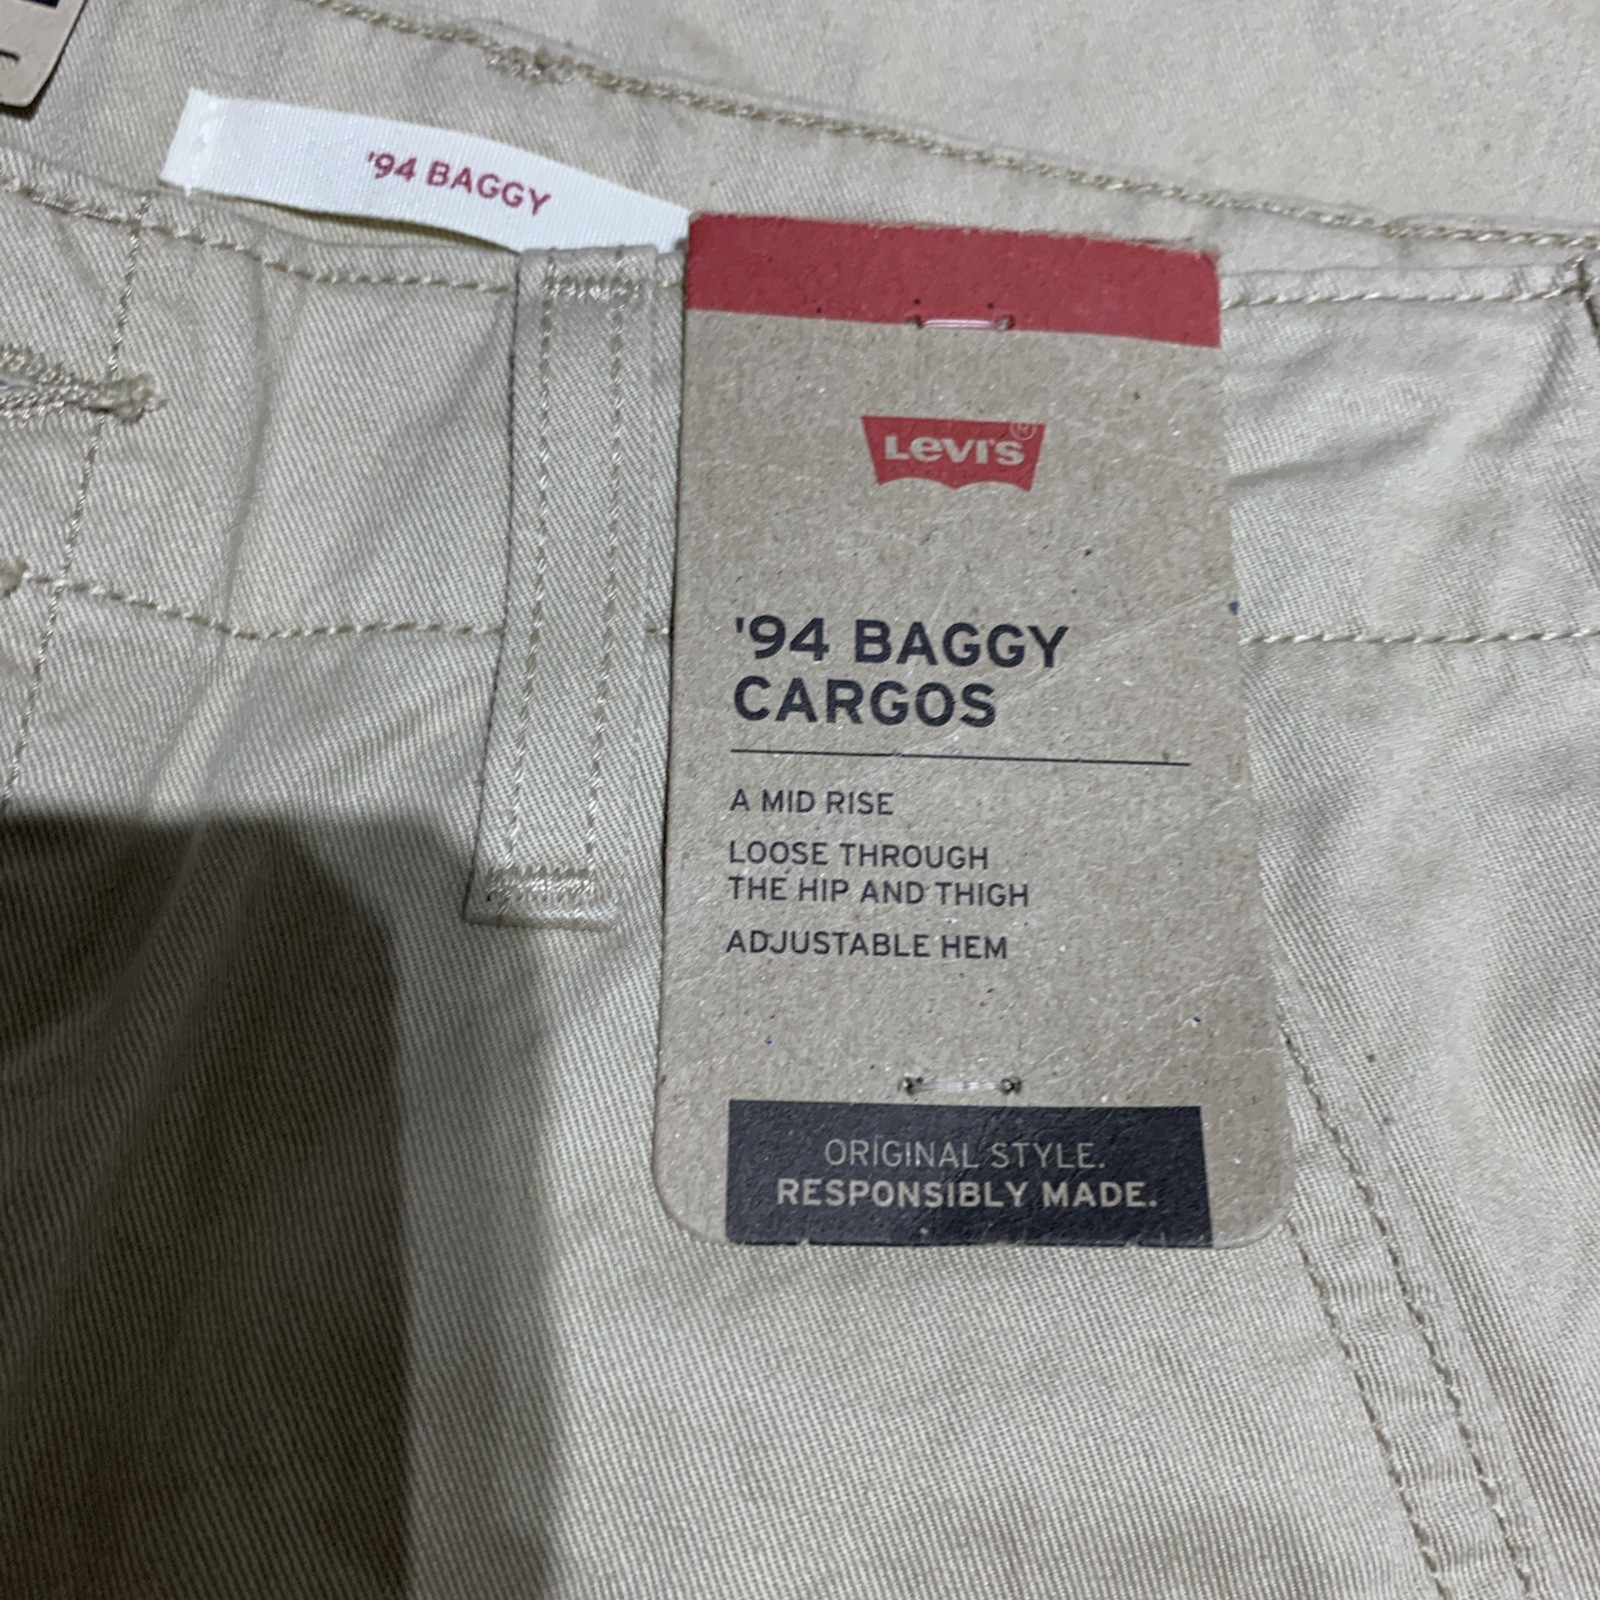 '94 BAGGY
LEVI'S®
'94 BAGGY
CARGOS
A MID RISE
LOOSE THROUGH
THE HIP AND THIGH
ADJUSTABLE HEM
ORIGINAL STYLE.
RESPONSIBLY MADE.